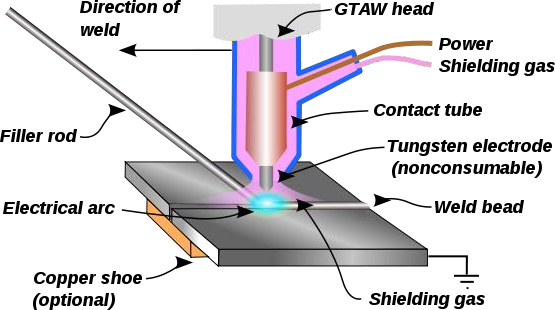 Direction of
weld
GTAW head
Power
Shielding gas
Contact tube
Filler rod
Tungsten electrode
(nonconsumable)
Electrical arc
Weld bead
Copper shoe
(optional)
Shielding gas